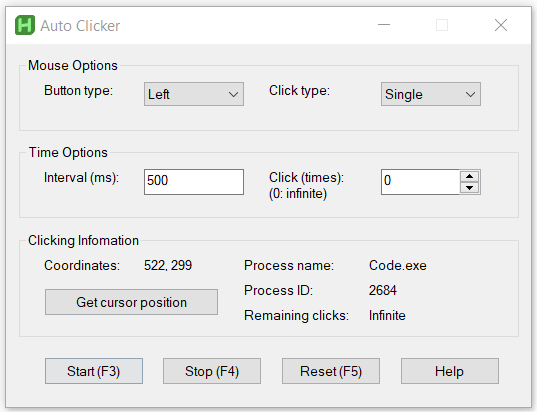 H Auto Clicker
Mouse Options
Button type: Left Click type: Single
Time Options
Interval (ms): 500 Click (times): 0
(0: infinite)
Clicking Infomation
Coordinates: 522, 299 Process name: Code.exe
Get cursor position Process ID: 2684
Remaining clicks: Infinite
Start (F3) Stop (F4) Reset (F5) Help